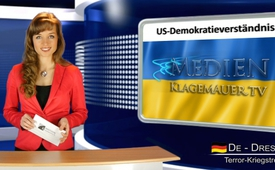 US-Demokratieverständnis
MEDIEN
KLAGEMAUER.TV
DE - DRES
Terror-Kriegstr